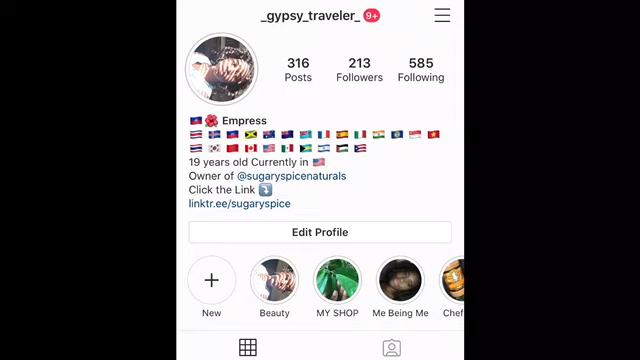 _gypsy_traveler_ 9+
316 213 585
Posts Followers Following
Empress
19 years old Currently in
Owner of @sugaryspicenaturals
Click the Link
linktr.ee/sugaryspice
Edit Profile
New Beauty MY SHOP Me Being Me Chef